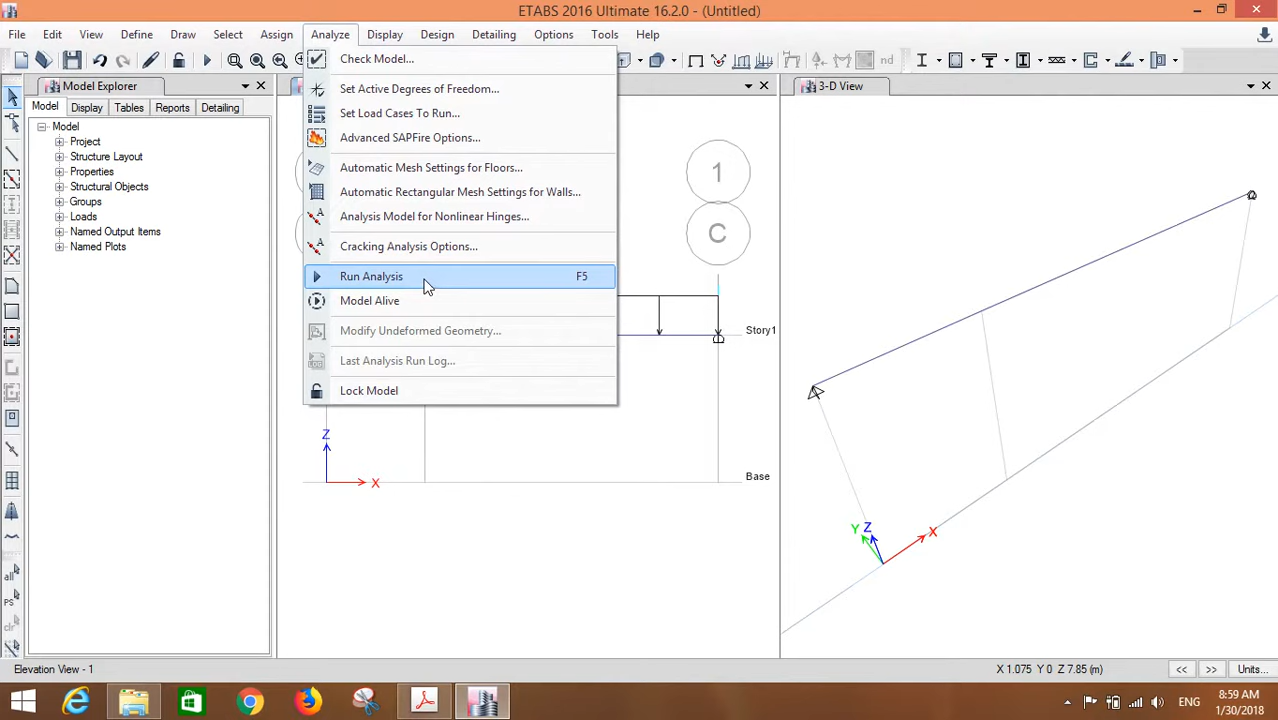 ETABS 2016 Ultimate 16.2.0 - (Untitled)
File Edit View Define Draw Select Assign Analyze Display Design Detailing Options Tools Help
nd
Model Explorer
Model Display Tables Reports Detailing
Model
Project
Structure Layout
Properties
Structural Objects
Groups
Loads
Named Output Items
Named Plots
Check Model...
Set Active Degrees of Freedom...
Set Load Cases To Run...
Advanced SAPFire Options...
Automatic Mesh Settings for Floors...
Automatic Rectangular Mesh Settings for Walls...
Analysis Model for Nonlinear Hinges...
Cracking Analysis Options...
Run Analysis F5
Model Alive
Modify Undeformed Geometry...
Last Analysis Run Log...
Lock Model
1
C
Story1
Base
Z
X
3-D View
Y Z X
all
PS
Elevation View - 1
X 1.075 Y 0 Z 7.85 (m)
<< >> Units...
ENG
8:59 AM
1/30/2018